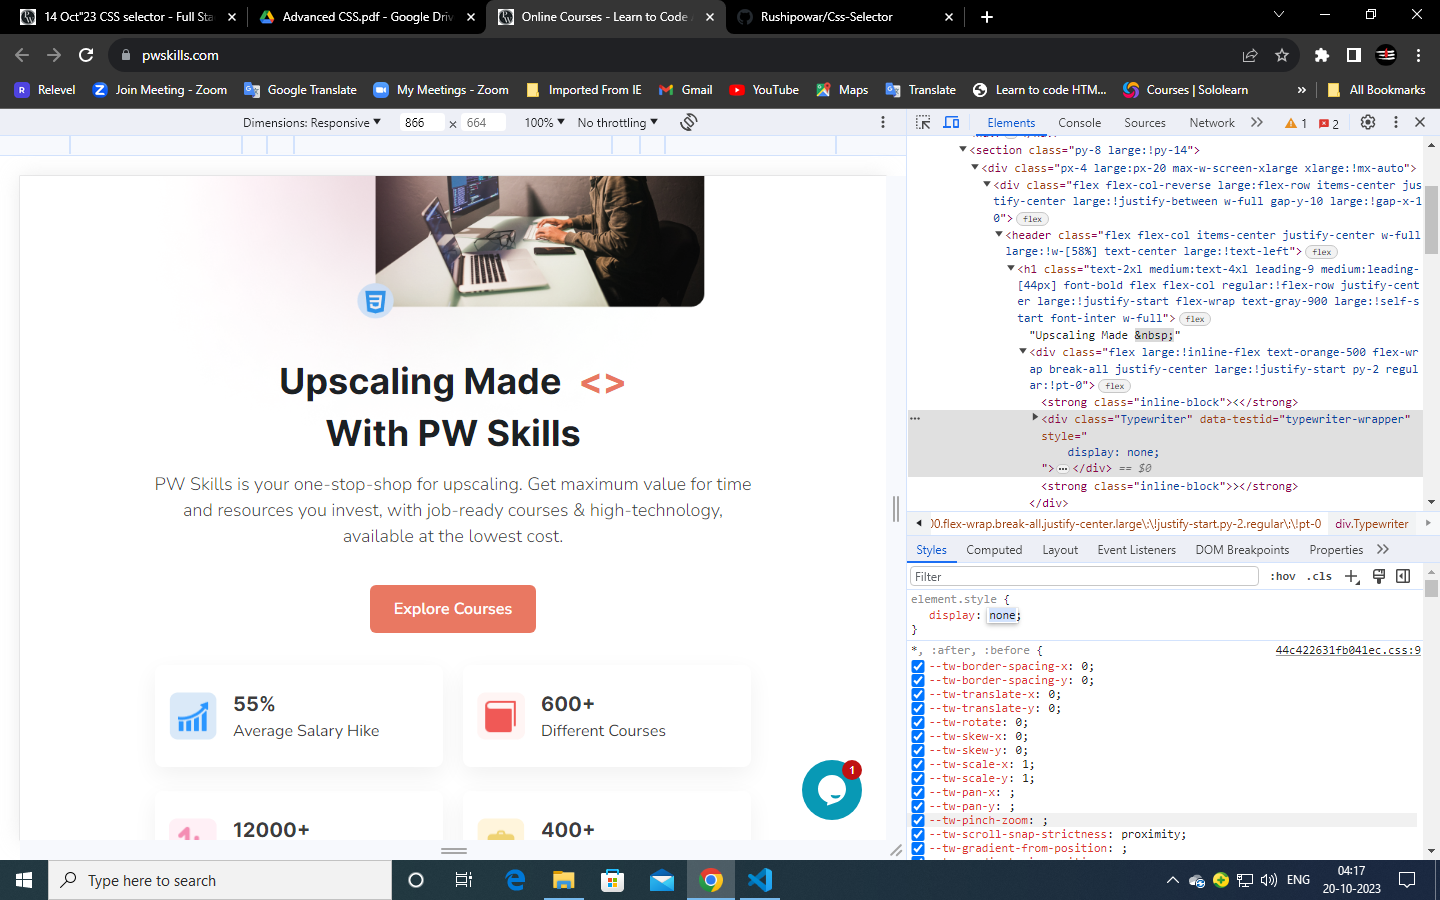 14 Oct"23 CSS selector - Full Sta
Advanced CSS.pdf - Google Driv
Online Courses - Learn to Code
Rushipowar/Css-Selector
pwskills.com
Relevel
Join Meeting - Zoom
Google Translate
My Meetings - Zoom
Imported From IE
Gmail
YouTube
Maps
Translate
Learn to code HTM...
Courses | Sololearn
»
All Bookmarks
Dimensions: Responsive
866 x 664
100%
No throttling
Upscaling Made <>
With PW Skills
PW Skills is your one-stop-shop for upscaling. Get maximum value for time
and resources you invest, with job-ready courses & high-technology,
available at the lowest cost.
Explore Courses
55%
Average Salary Hike
600+
Different Courses
12000+
400+
1
Elements Console Sources Network » 1 2
<section class="py-8 large:!py-14">
<div class="px-4 large:px-20 max-w-screen-xlarge xlarge:!mx-auto">
<div class="flex flex-col-reverse large:flex-row items-center jus
tify-center large:!justify-between w-full gap-y-10 large:!gap-x-1
0"> flex
<header class="flex flex-col items-center justify-center w-full
large:!w-[58%] text-center large:!text-left"> flex
<h1 class="text-2xl medium:text-4xl leading-9 medium:leading-
[44px] font-bold flex flex-col regular:!flex-row justify-cent
er large:!justify-start flex-wrap text-gray-900 large:!self-s
tart font-inter w-full"> flex
"Upscaling Made &nbsp;"
<div class="flex large:!inline-flex text-orange-500 flex-wr
ap break-all justify-center large:!justify-start py-2 regul
ar:!pt-0"> flex
<strong class="inline-block"><</strong>
<div class="Typewriter" data-testid="typewriter-wrapper"
style="
display: none;
">…</div> == $0
<strong class="inline-block">></strong>
</div>
00.flex-wrap.break-all.justify-center.large\:\!justify-start.py-2.regular\:\!pt-0 div.Typewriter
Styles Computed Layout Event Listeners DOM Breakpoints Properties »
Filter
:hov .cls
element.style {
display: none;
}
*, :after, :before {
44c422631fb041ec.css:9
--tw-border-spacing-x: 0;
--tw-border-spacing-y: 0;
--tw-translate-x: 0;
--tw-translate-y: 0;
--tw-rotate: 0;
--tw-skew-x: 0;
--tw-skew-y: 0;
--tw-scale-x: 1;
--tw-scale-y: 1;
--tw-pan-x: ;
--tw-pan-y: ;
--tw-pinch-zoom: ;
--tw-scroll-snap-strictness: proximity;
--tw-gradient-from-position: ;
Type here to search
ENG
04:17
20-10-2023